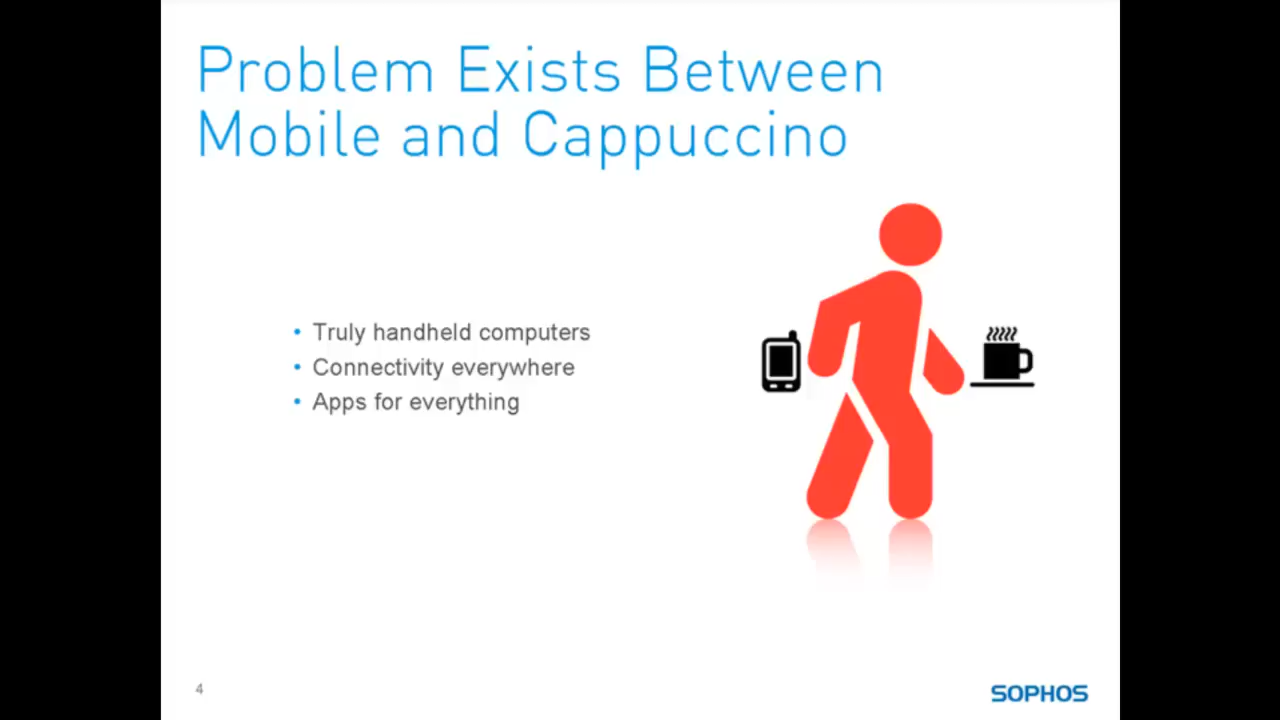 Problem Exists Between
Mobile and Cappuccino
• Truly handheld computers
• Connectivity everywhere
• Apps for everything
4
SOPHOS